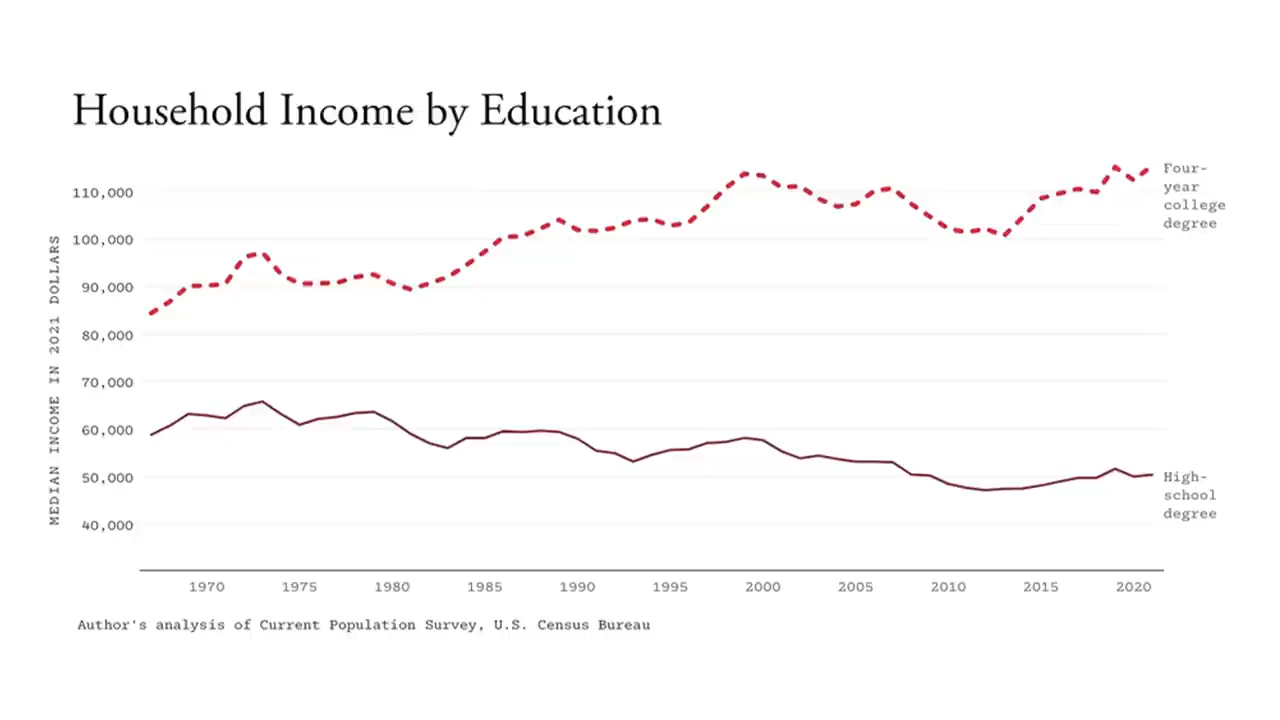 Household Income by Education
110,000
100,000
90,000
80,000
70,000
60,000
50,000
40,000
MEDIAN INCOME IN 2021 DOLLARS
Four-
year
college
degree
High-
school
degree
1970 1975 1980 1985 1990 1995 2000 2005 2010 2015 2020
Author's analysis of Current Population Survey, U.S. Census Bureau